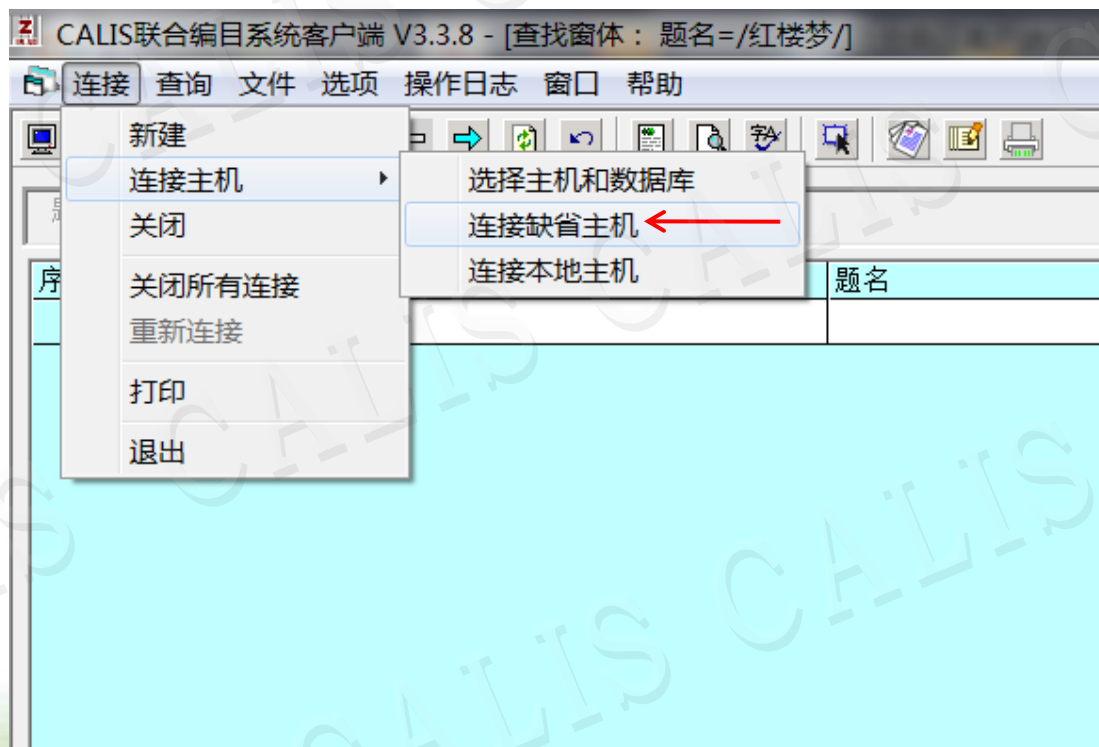 CALIS联合编目系统客户端 V3.3.8 - [查找窗体： 题名=/红楼梦/]
连接 查询 文件 选项 操作日志 窗口 帮助
新建
连接主机
选择主机和数据库
关闭
连接缺省主机
连接本地主机
关闭所有连接
序
题名
重新连接
打印
退出
CALIS CALIS
CALIS CALIS
CALIS CALIS